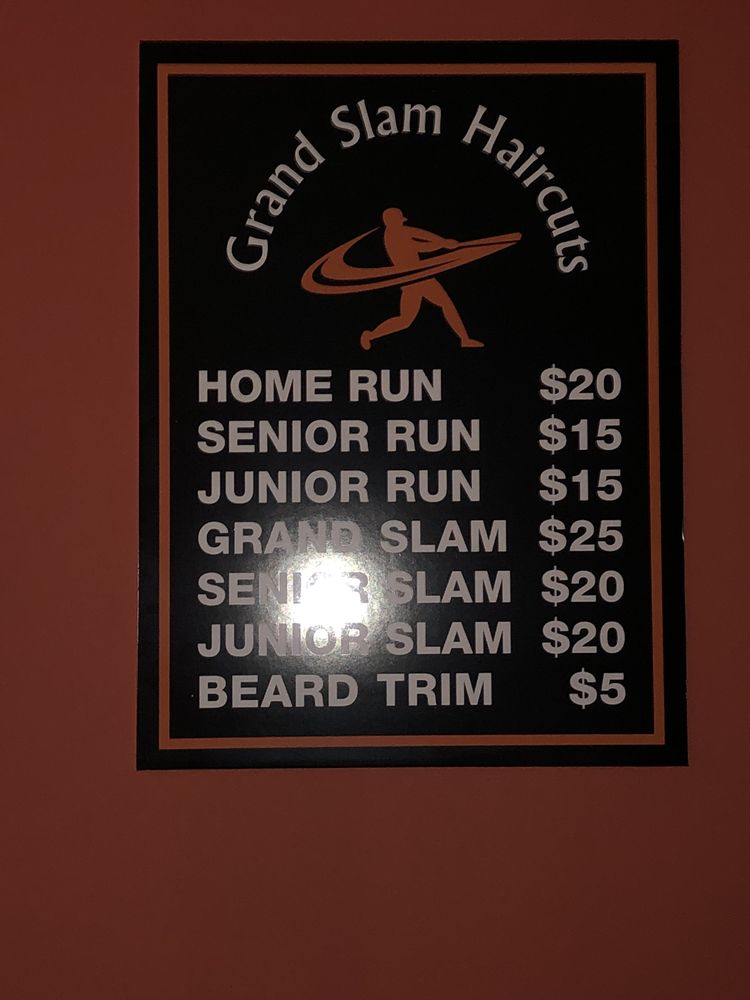 Grand Slam Haircuts
HOME RUN $20
SENIOR RUN $15
JUNIOR RUN $15
GRAND SLAM $25
SENIOR SLAM $20
JUNIOR SLAM $20
BEARD TRIM $5